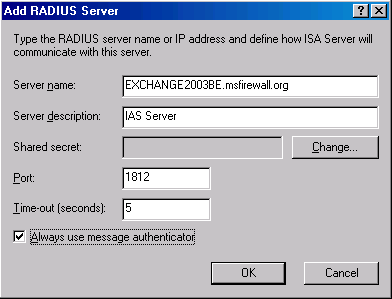 Add RADIUS Server
Type the RADIUS server name or IP address and define how ISA Server will
communicate with this server.
Server name: EXCHANGE2003BE.msfirewall.org
Server description: IAS Server
Shared secret: Change...
Port: 1812
Time-out (seconds): 5
Always use message authenticator
OK Cancel